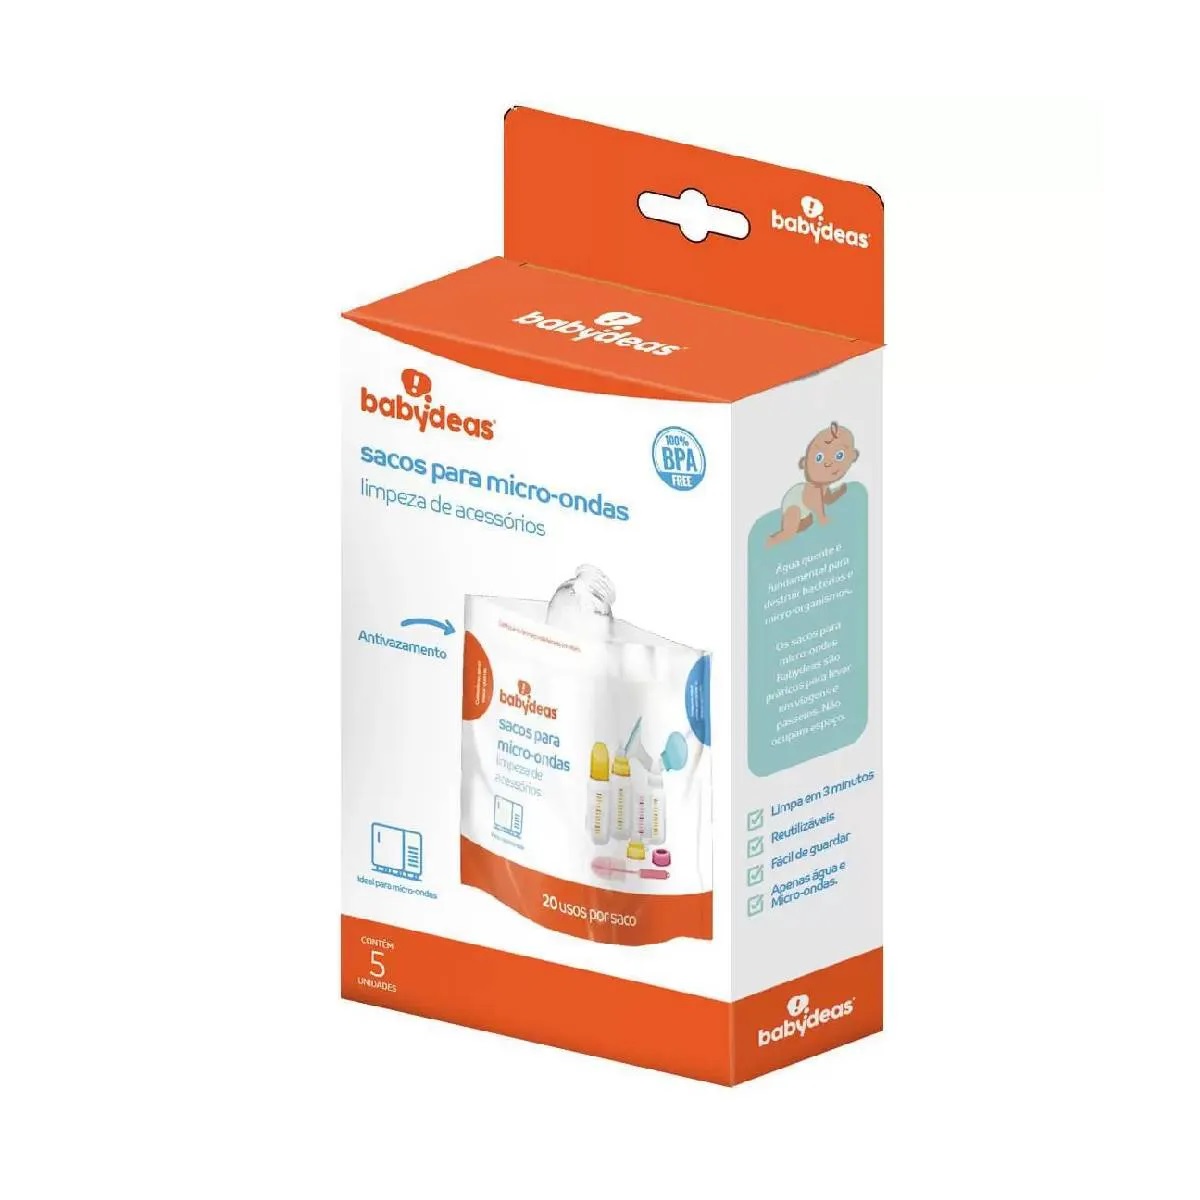 babydeas
babydeas
babydeas
sacos para micro-ondas
limpeza de acessórios
100%
BPA
FREE
Antivazamento
babydeas
sacos para
micro-ondas
limpeza de
acessórios
20 usos por saco
Ideal para micro-ondas
CONTÉM
5
UNIDADES
Água quente é
fundamental para
destruir bactérias e
micro-organismos.
Os sacos para
micro-ondas
Babydeas são
práticos para levar
em viagens e
passeios. Não
ocupam espaço.
Limpa em 3 minutos
Reutilizáveis
Fácil de guardar
Apenas água e
Micro-ondas.
babydeas